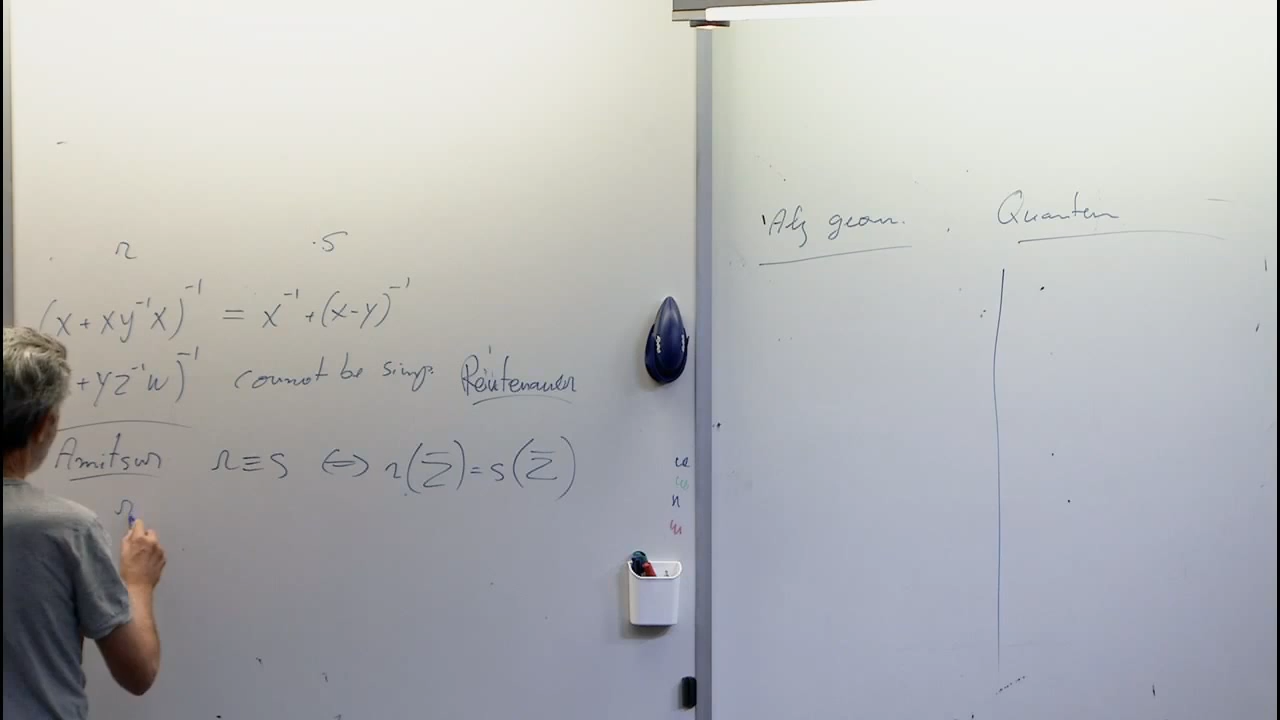 r S
(x + xy⁻¹x)⁻¹ = x⁻¹ + (x-y)⁻¹
+ yz⁻¹w)⁻¹ cannot be simp. Reutenauer
Amitsur r ≡ s ⇔ r(Z̄) = s(Z̄)
r
Alg geom. Quantum